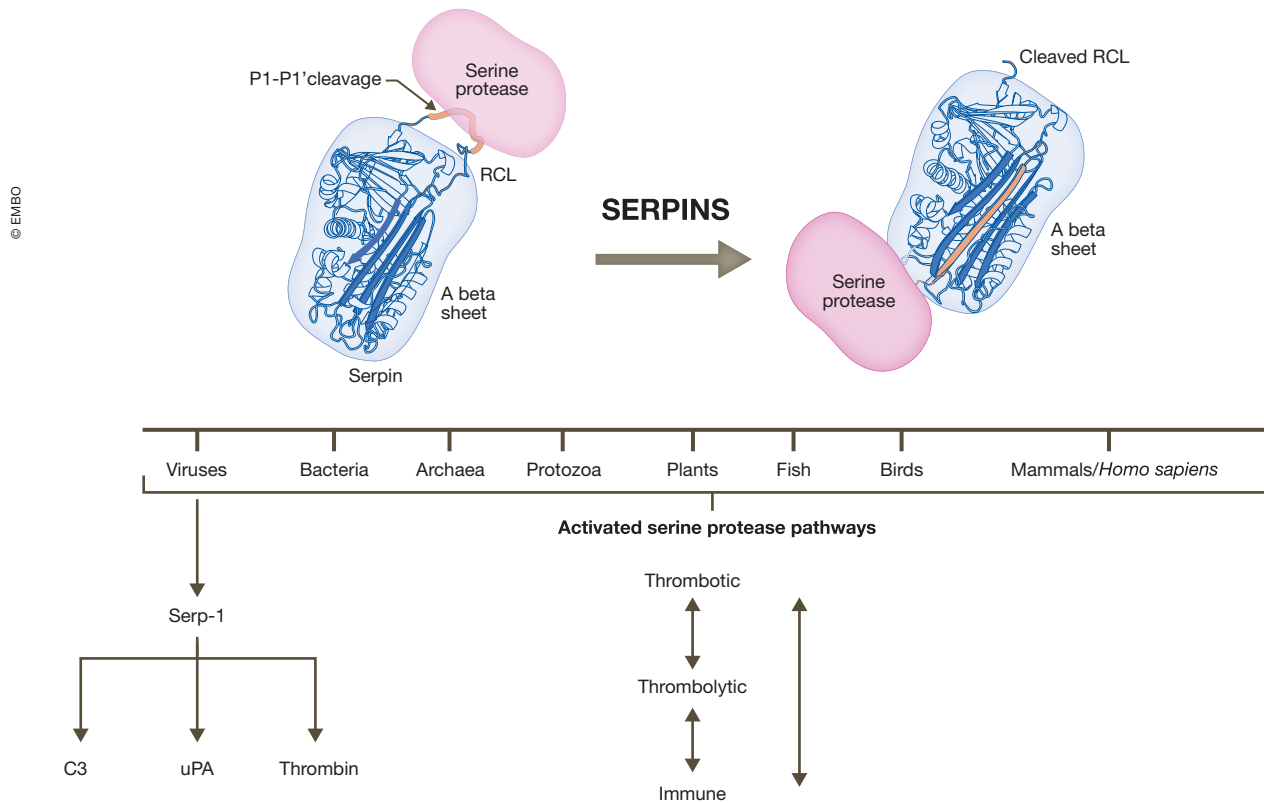 © EMBO
P1-P1'cleavage
Serine
protease
RCL
A beta
sheet
Serpin
SERPINS
Cleaved RCL
A beta
sheet
Serine
protease
Viruses
Bacteria
Archaea
Protozoa
Plants
Fish
Birds
Mammals/Homo sapiens
Activated serine protease pathways
Serp-1
C3
uPA
Thrombin
Thrombotic
Thrombolytic
Immune